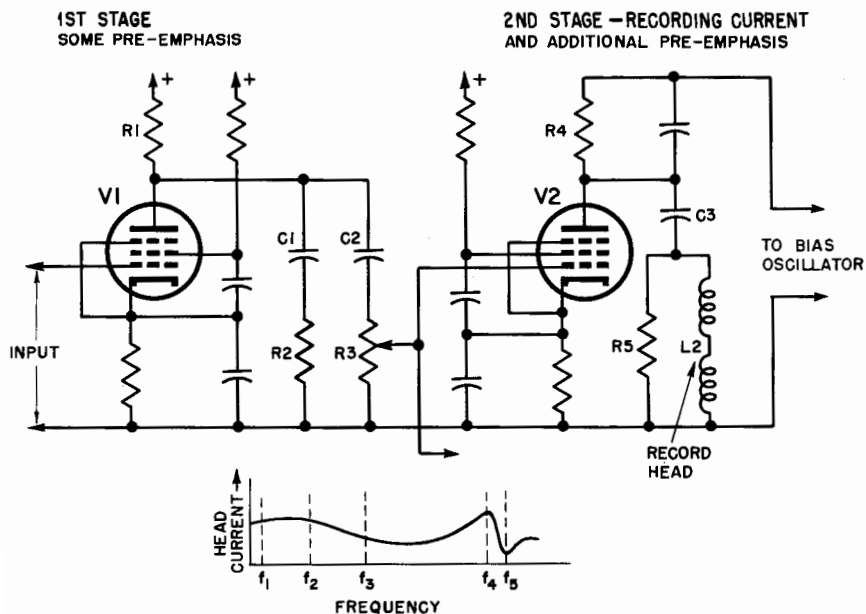 1ST STAGE
SOME PRE-EMPHASIS
2ND STAGE – RECORDING CURRENT
AND ADDITIONAL PRE-EMPHASIS
+
+
+
+
R1
R4
V1
V2
C1
C2
C3
TO BIAS
OSCILLATOR
INPUT
R2
R3
R5
L2
RECORD
HEAD
HEAD
CURRENT
f1
f2
f3
f4
f5
FREQUENCY